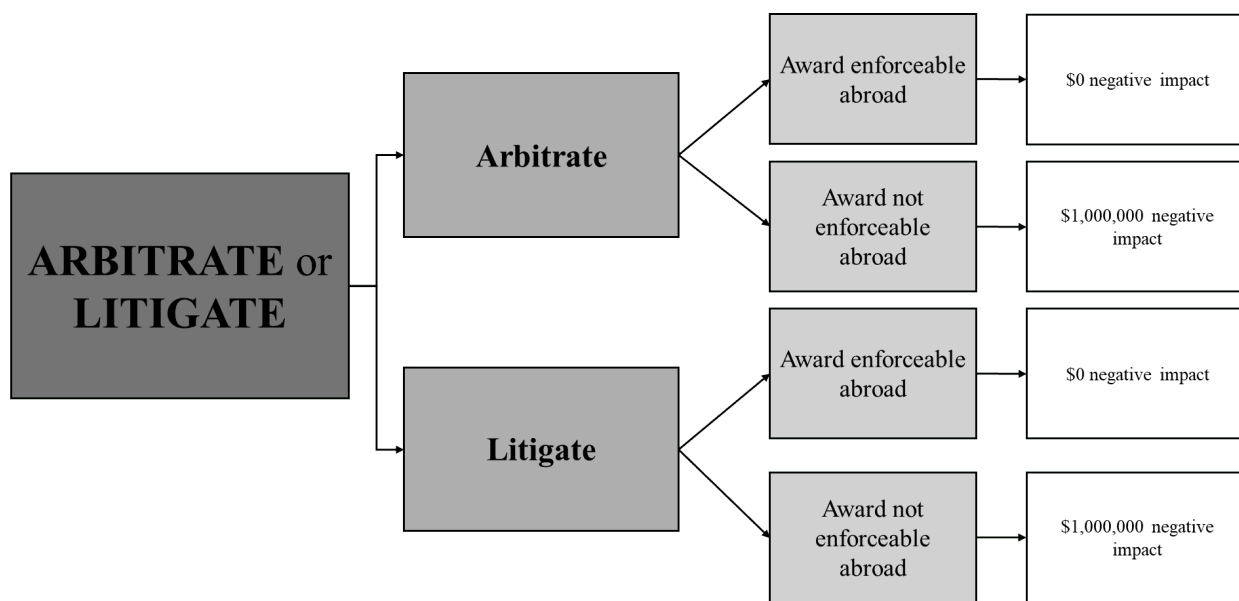 ARBITRATE or
LITIGATE
Arbitrate
Award enforceable
abroad
$0 negative impact
Award not
enforceable
abroad
$1,000,000 negative
impact
Litigate
Award enforceable
abroad
$0 negative impact
Award not
enforceable
abroad
$1,000,000 negative
impact